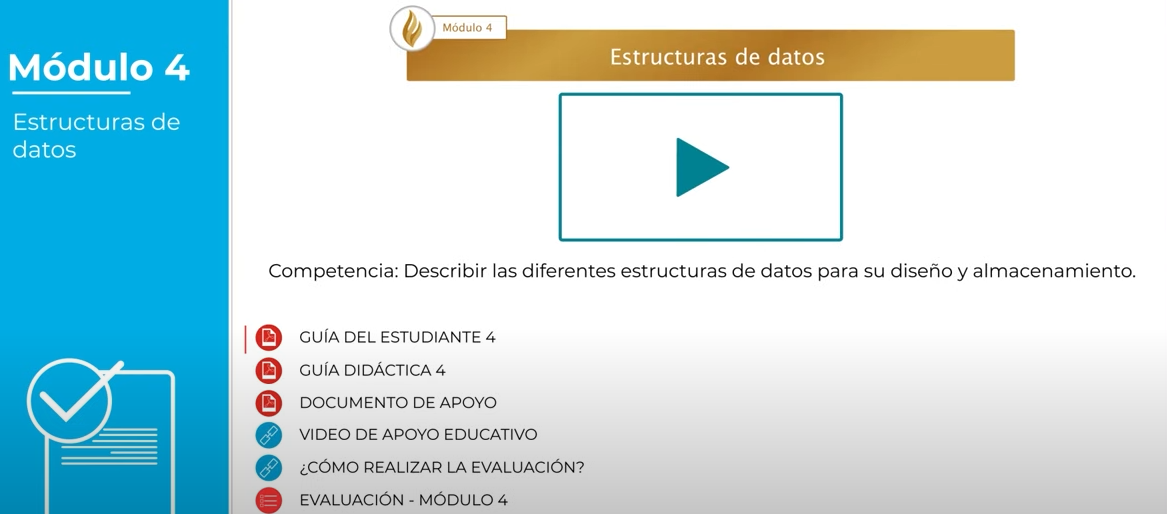 Módulo 4
Estructuras de
datos
Módulo 4
Estructuras de datos
Competencia: Describir las diferentes estructuras de datos para su diseño y almacenamiento.
GUÍA DEL ESTUDIANTE 4
GUÍA DIDÁCTICA 4
DOCUMENTO DE APOYO
VIDEO DE APOYO EDUCATIVO
¿CÓMO REALIZAR LA EVALUACIÓN?
EVALUACIÓN - MÓDULO 4